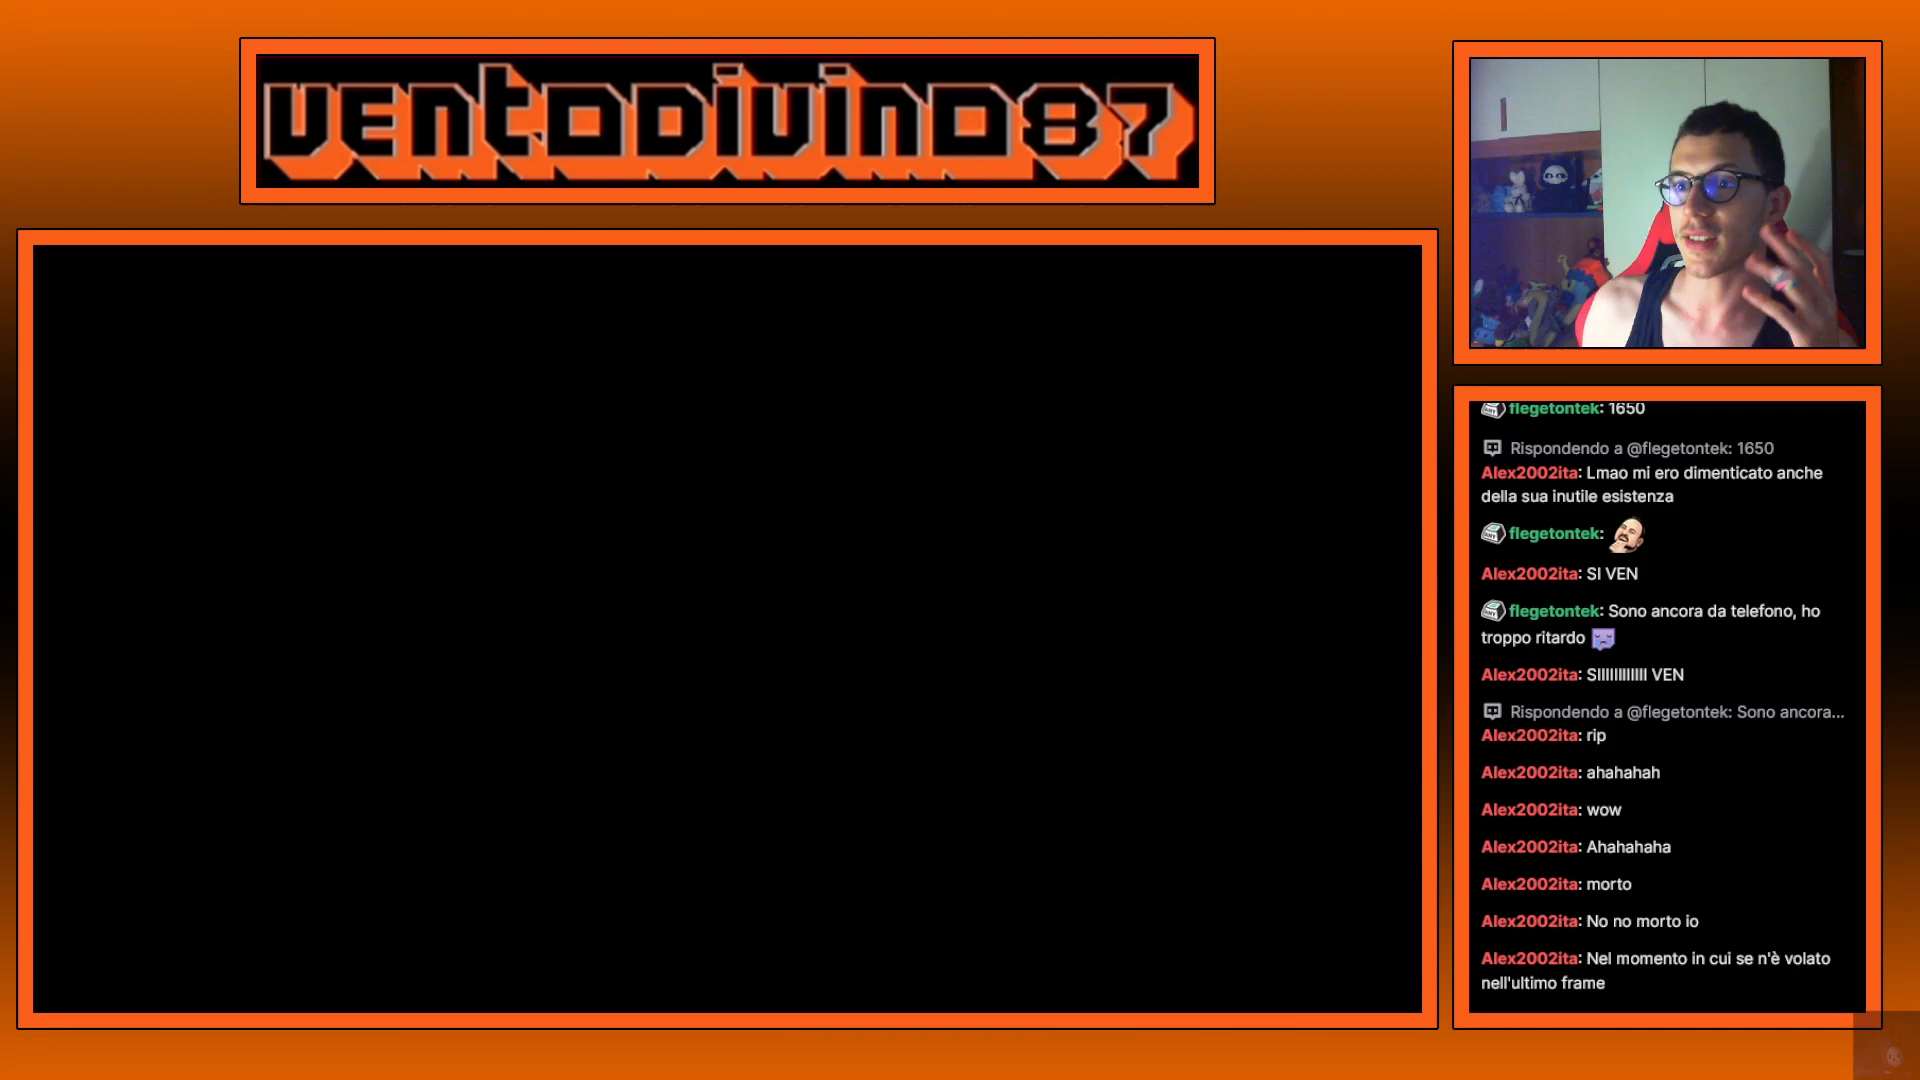 ventodivino87
flegetontek: 1650
Rispondendo a @flegetontek: 1650
Alex2002ita: Lmao mi ero dimenticato anche
della sua inutile esistenza
flegetontek:
Alex2002ita: SI VEN
flegetontek: Sono ancora da telefono, ho
troppo ritardo
Alex2002ita: SIIIIIIIIIIII VEN
Rispondendo a @flegetontek: Sono ancora...
Alex2002ita: rip
Alex2002ita: ahahahah
Alex2002ita: wow
Alex2002ita: Ahahahaha
Alex2002ita: morto
Alex2002ita: No no morto io
Alex2002ita: Nel momento in cui se n'è volato
nell'ultimo frame